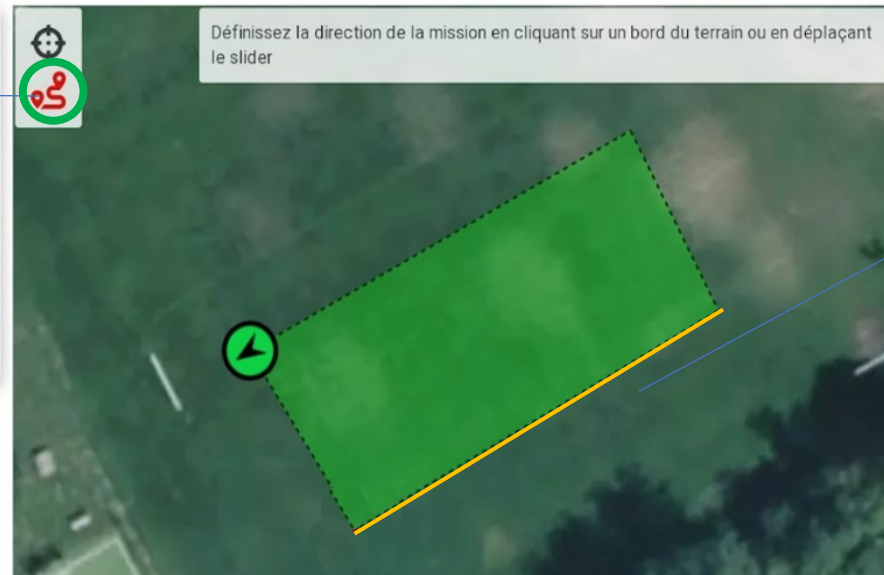 Définissez la direction de la mission en cliquant sur un bord du terrain ou en déplaçant
le slider